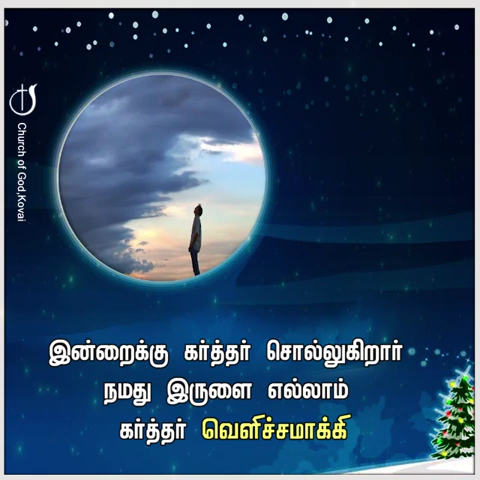 Church of God,Kovai
இன்றைக்கு கர்த்தர் சொல்லுகிறார்
நமது இருளை எல்லாம்
கர்த்தர் வெளிச்சமாக்கி